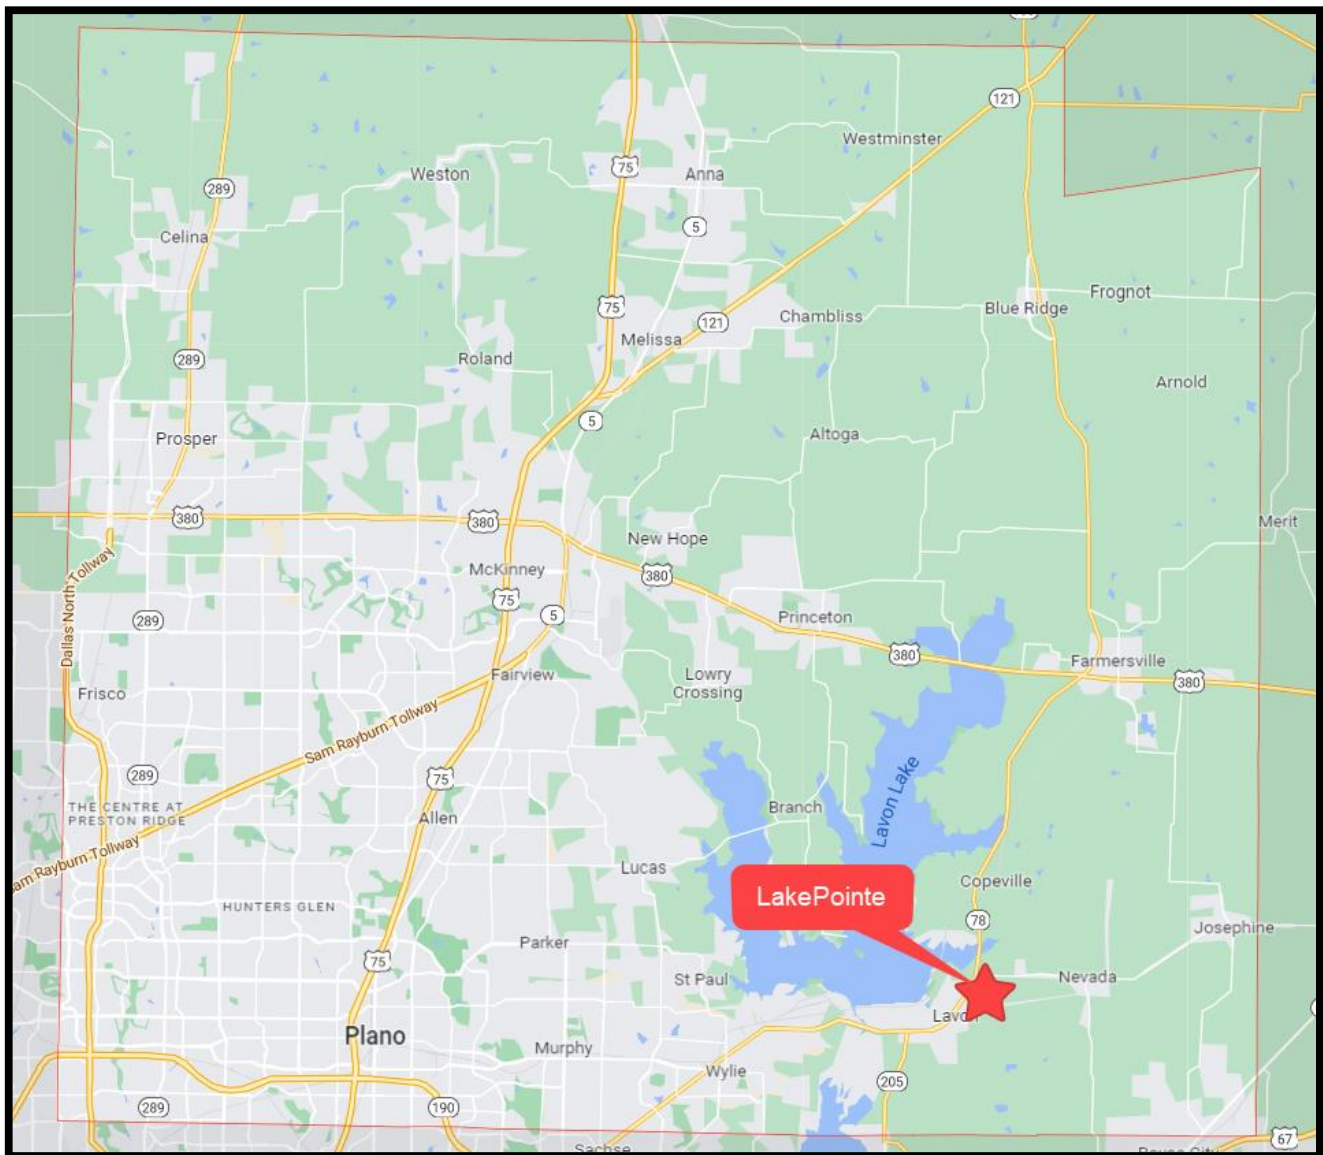 121
Westminster
75
Weston
Anna
289
5
Celina
Frognot
75
Blue Ridge
121
Chambliss
Melissa
289
Roland
Arnold
5
Altoga
Prosper
380
380
Merit
New Hope
McKinney
380
Dallas North Tollway
75
5
289
Princeton
380
Farmersville
Fairview
Lowry
Crossing
380
Frisco
Sam Rayburn Tollway
289
75
Lavon Lake
THE CENTRE AT
PRESTON RIDGE
Branch
Allen
Sam Rayburn Tollway
Lucas
Copeville
LakePointe
HUNTERS GLEN
78
Josephine
Parker
75
St Paul
Nevada
Lavon
Plano
Murphy
Wylie
205
289
190
67
Sachse
Royse City